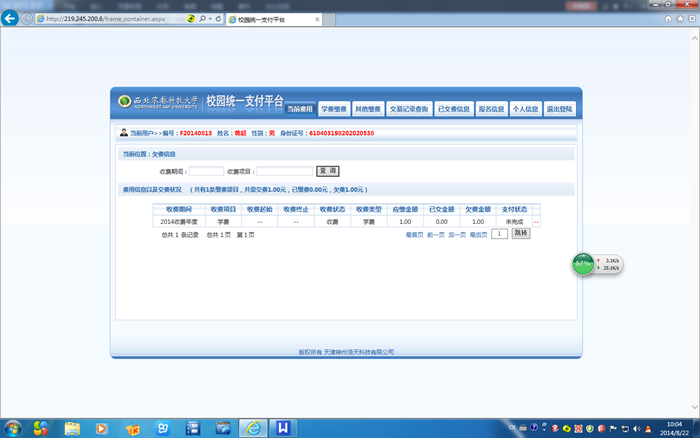 http://219.245.200.6/frame_container.aspx
校园统一支付平台
西北农林科技大学
NORTHWEST A&F UNIVERSITY
校园统一支付平台
当前费用 学费缴费 其他缴费 交易记录查询 已交费信息 报名信息 个人信息 退出登陆
当前用户>>编号：F20140813 姓名：蒋超 性别：男 身份证号：610403198202020538
当前位置：欠费信息
收费期间： 收费项目： 查 询
费用信息以及交费状况 （共有1条缴费项目，共需交费1.00元，已缴费0.00元，欠费1.00元）
收费期间 收费项目 收费起始 收费终止 收费状态 收费类型 应缴金额 已交金额 欠费金额 支付状态
2014收费年度 学费 -- -- 收费 学费 1.00 0.00 1.00 未完成 --
总共 1 条记录 总共 1 页 第 1 页 最首页 前一页 后一页 最后页 1 跳转
57%
3.1K/s
25.1K/s
版权所有 天津神州浩天科技有限公司
10:04
2014/8/22